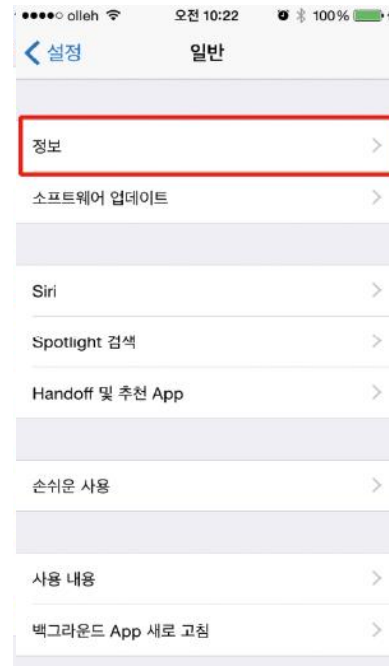 olleh 오전 10:22 100%
설정 일반
정보
소프트웨어 업데이트
Siri
Spotlight 검색
Handoff 및 추천 App
손쉬운 사용
사용 내용
백그라운드 App 새로 고침